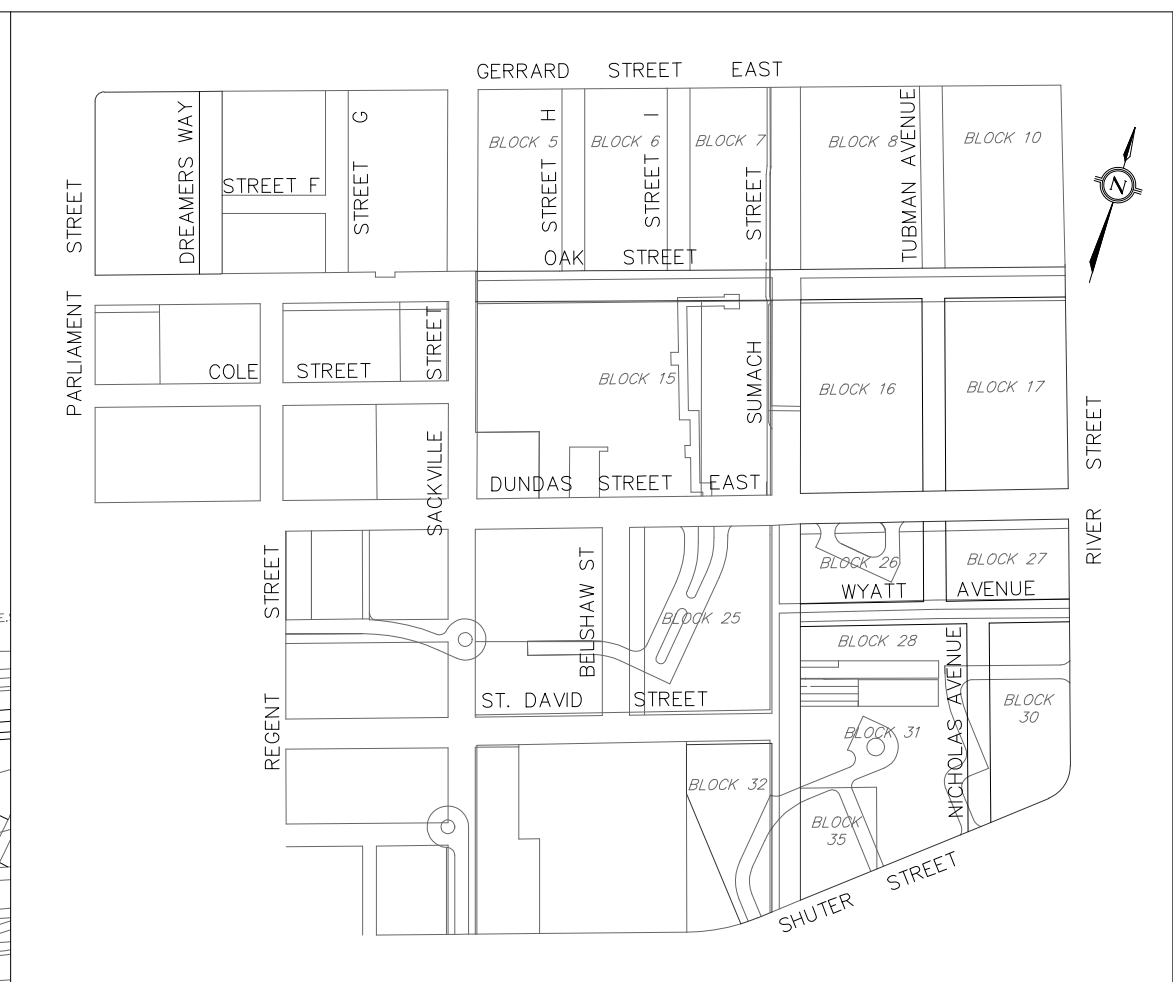 GERRARD STREET EAST
DREAMERS WAY
STREET G
STREET H
BLOCK 5
STREET I
BLOCK 6
BLOCK 7
BLOCK 8
TUBMAN AVENUE
BLOCK 10
STREET F
N
PARLIAMENT STREET
OAK STREET
COLE STREET
SACKVILLE STREET
BLOCK 15
SUMACH STREET
BLOCK 16
BLOCK 17
RIVER STREET
DUNDAS STREET EAST
REGENT STREET
BELSHAW ST
BLOCK 25
BLOCK 26
BLOCK 27
WYATT AVENUE
BLOCK 28
ST. DAVID STREET
NICHOLAS AVENUE
BLOCK 30
BLOCK 31
BLOCK 32
BLOCK 35
SHUTER STREET